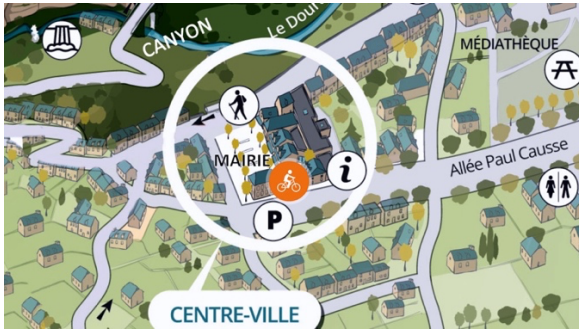 CANYON
Le Dour
MÉDIATHÈQUE
MAIRIE
i
Allée Paul Causse
P
CENTRE-VILLE